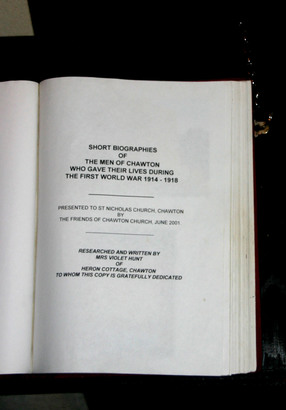 SHORT BIOGRAPHIES
OF
THE MEN OF CHAWTON
WHO GAVE THEIR LIVES DURING
THE FIRST WORLD WAR 1914 - 1918
PRESENTED TO ST NICHOLAS CHURCH, CHAWTON
BY
THE FRIENDS OF CHAWTON CHURCH, JUNE 2001
RESEARCHED AND WRITTEN BY
MRS VIOLET HUNT
OF
HERON COTTAGE, CHAWTON
TO WHOM THIS COPY IS GRATEFULLY DEDICATED